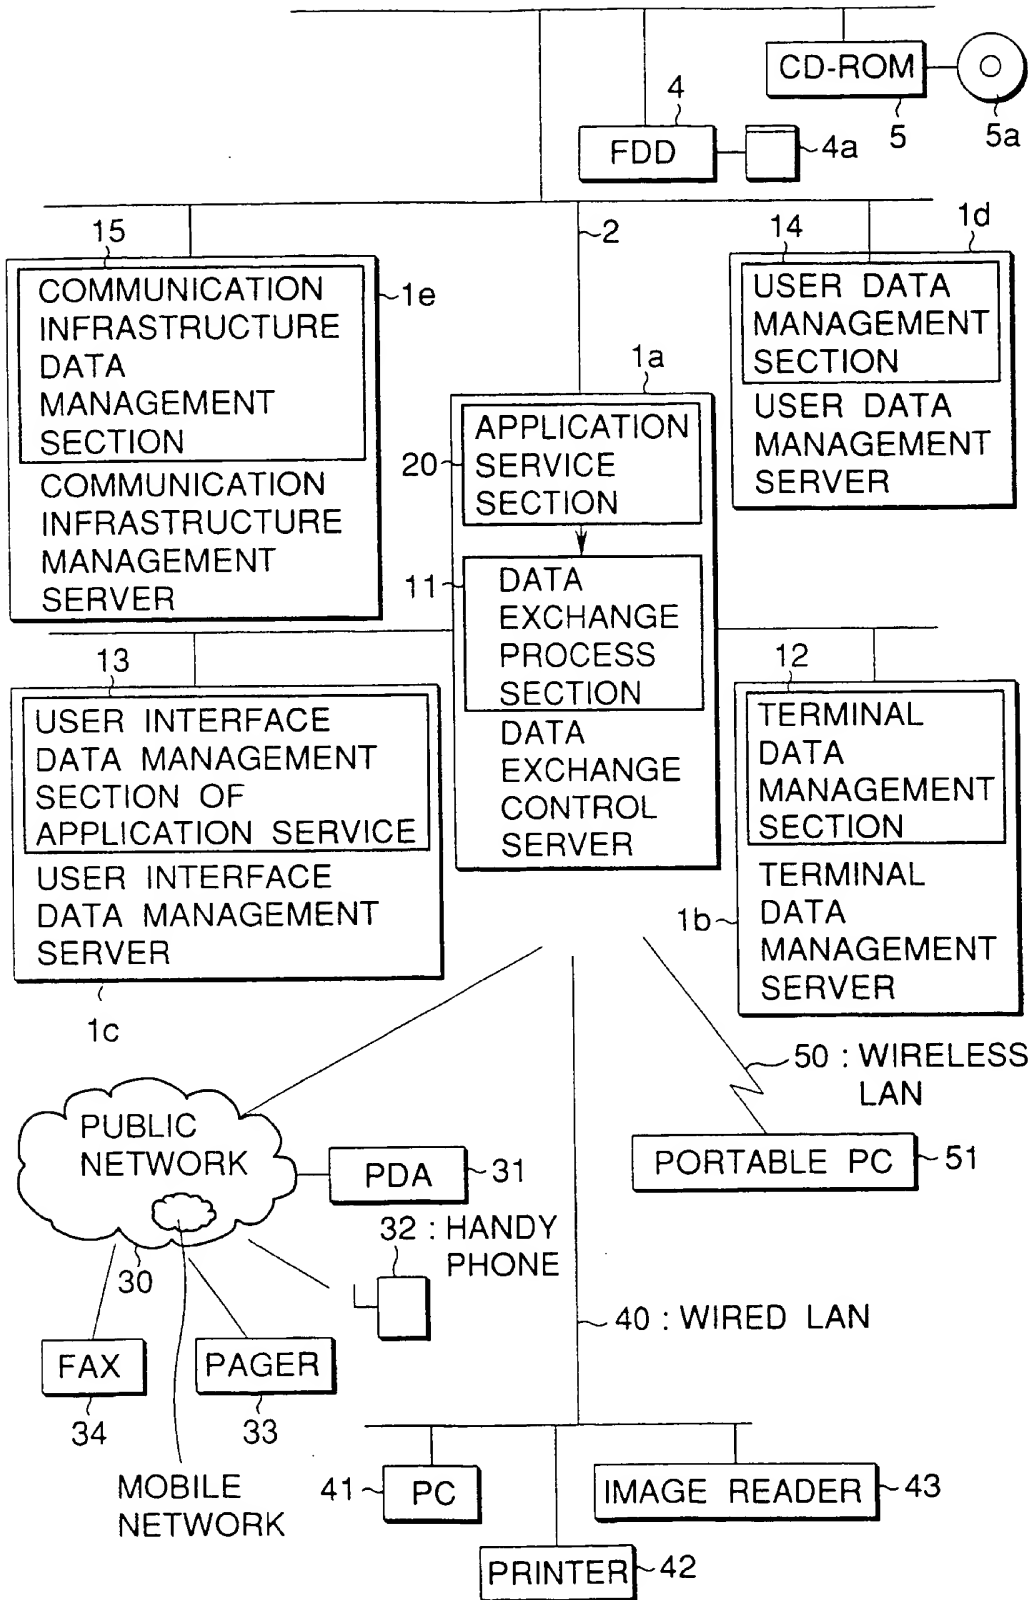 CD-ROM
5
5a
4
FDD
4a
2
15
COMMUNICATION
INFRASTRUCTURE
DATA
MANAGEMENT
SECTION
COMMUNICATION
INFRASTRUCTURE
MANAGEMENT
SERVER
1e
14
1d
USER DATA
MANAGEMENT
SECTION
USER DATA
MANAGEMENT
SERVER
1a
20
APPLICATION
SERVICE
SECTION
11
DATA
EXCHANGE
PROCESS
SECTION
DATA
EXCHANGE
CONTROL
SERVER
13
USER INTERFACE
DATA MANAGEMENT
SECTION OF
APPLICATION SERVICE
USER INTERFACE
DATA MANAGEMENT
SERVER
1c
12
TERMINAL
DATA
MANAGEMENT
SECTION
TERMINAL
DATA
MANAGEMENT
SERVER
1b
50 : WIRELESS
LAN
PORTABLE PC
51
PUBLIC
NETWORK
30
PDA
31
32 : HANDY
PHONE
40 : WIRED LAN
FAX
34
PAGER
33
MOBILE
NETWORK
41
PC
IMAGE READER
43
PRINTER
42